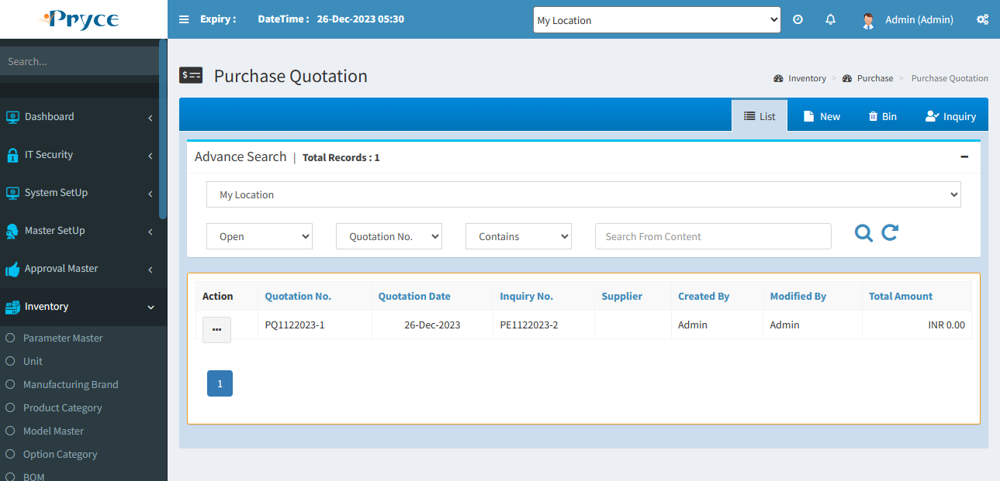 Pryce
Expiry : DateTime : 26-Dec-2023 05:30
My Location
Admin (Admin)
Search...
Dashboard
IT Security
System SetUp
Master SetUp
Approval Master
Inventory
Parameter Master
Unit
Manufacturing Brand
Product Category
Model Master
Option Category
BOM
Purchase Quotation
Inventory > Purchase > Purchase Quotation
List New Bin Inquiry
Advance Search | Total Records : 1
My Location
Open Quotation No. Contains Search From Content
Action Quotation No. Quotation Date Inquiry No. Supplier Created By Modified By Total Amount
PQ1122023-1 26-Dec-2023 PE1122023-2 Admin Admin INR 0.00
1